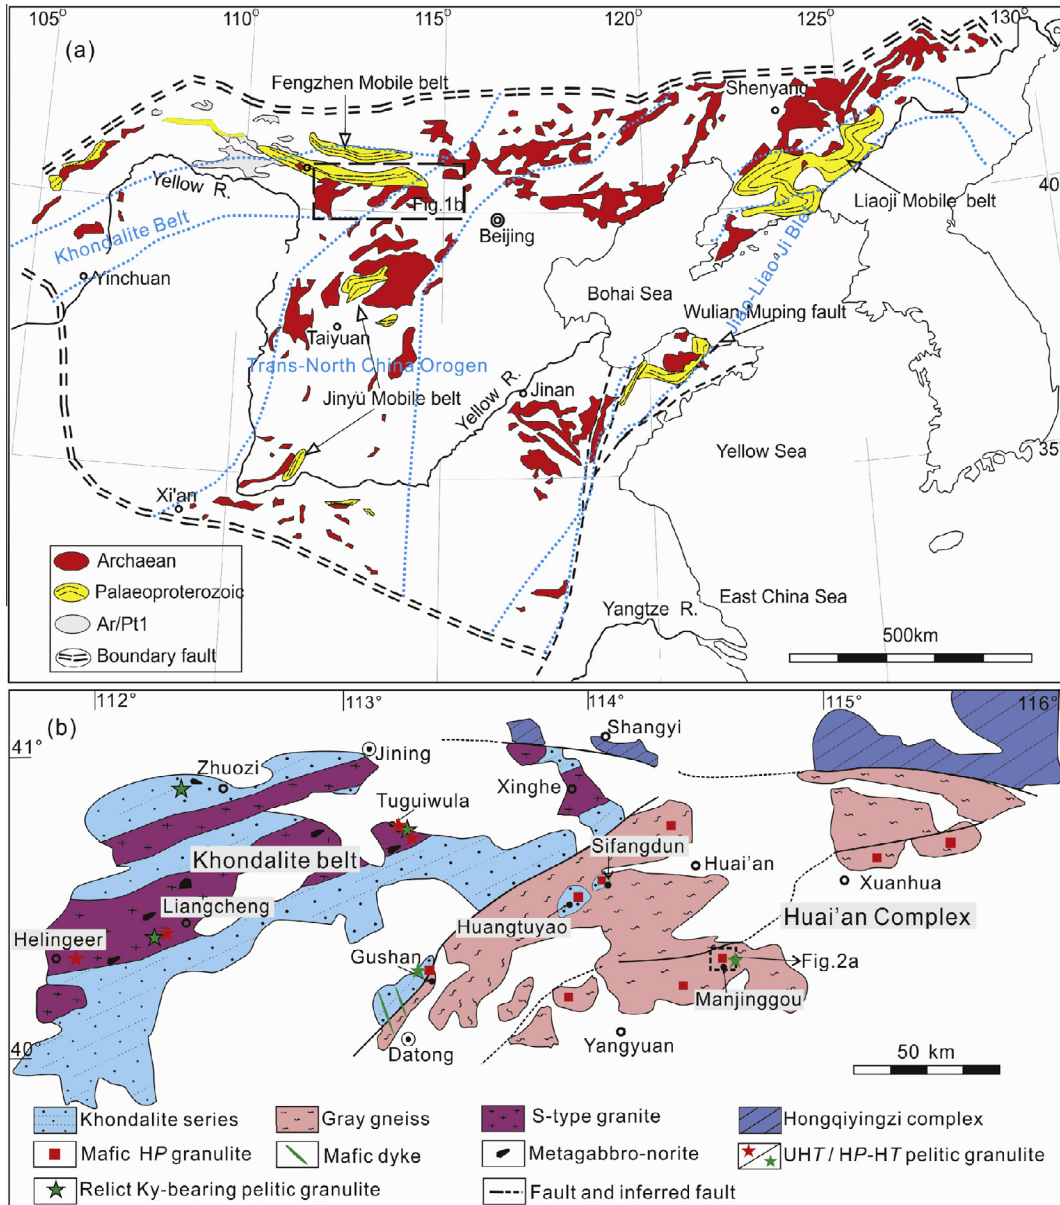 105° 110° 115° 120° 125° 130°
(a)
Fengzhen Mobile belt
Shenyang
Yellow R.
Fig.1b
40
Liaoji Mobile belt
Khondalite Belt
Beijing
Yinchuan
Jiao-Liao-Ji Ble
Bohai Sea
Wulian Muping fault
Taiyuan
Trans-North China Orogen
Jinyu Mobile belt
Yellow R.
Jinan
Yellow Sea
35
Xi'an
Archaean
Palaeoproterozoic
Ar/Pt1
Boundary fault
Yangtze R.
East China Sea
105° 110° 115° 120°
500km
(b)
112° 113° 114° 115° 116°
41°
Shangyi
Jining
Zhuozi
Xinghe
Tuguiwula
Sifangdun
Khondalite belt
Huai'an
Xuanhua
Liangcheng
Huangtuyao
Huai'an Complex
Helingeer
Gushan
Fig.2a
Manjinggou
40°
Datong
Yangyuan
50 km
Khondalite series
Gray gneiss
S-type granite
Hongqiyingzi complex
Mafic HP granulite
Mafic dyke
Metagabbro-norite
UHT / HP-HT pelitic granulite
Relict Ky-bearing pelitic granulite
Fault and inferred fault